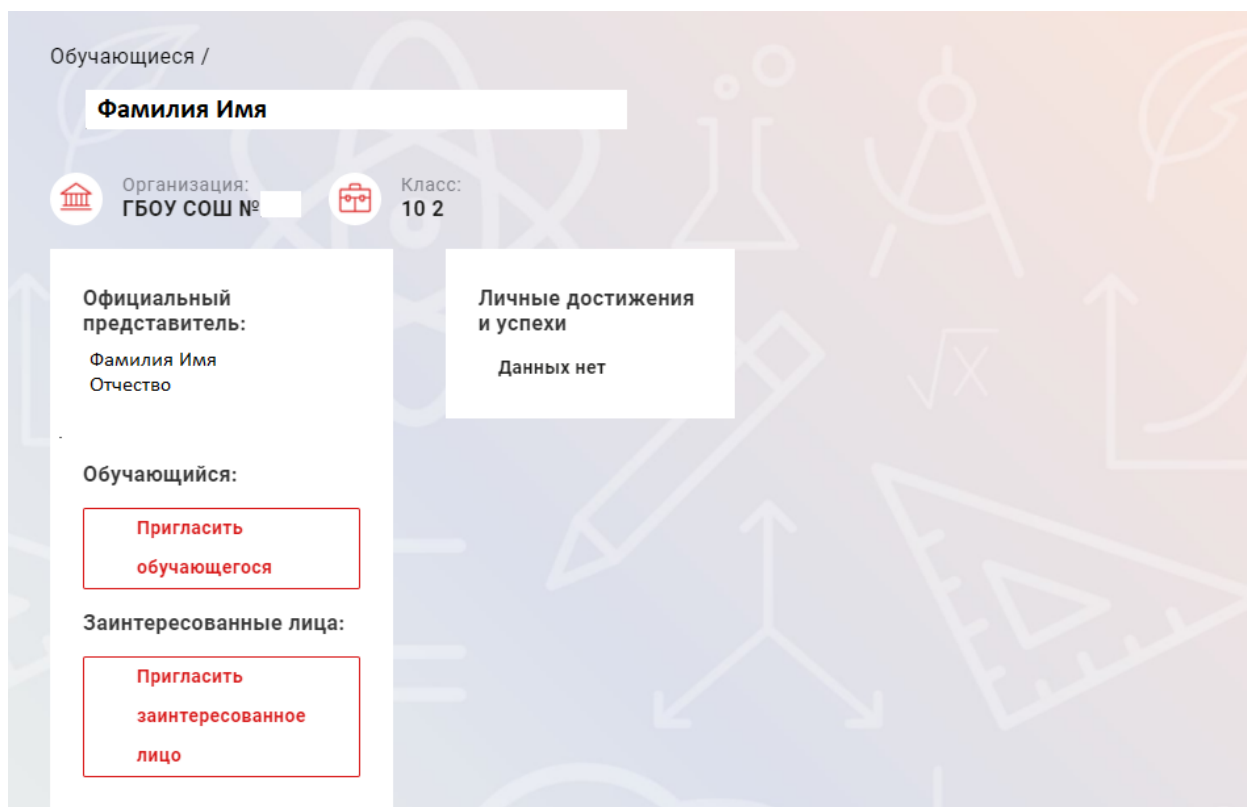 Обучающиеся /
Фамилия Имя
Организация:
ГБОУ СОШ №
Класс:
10 2
Официальный
представитель:
Фамилия Имя
Отчество
Обучающийся:
Пригласить
обучающегося
Заинтересованные лица:
Пригласить
заинтересованное
лицо
Личные достижения
и успехи
Данных нет
√X